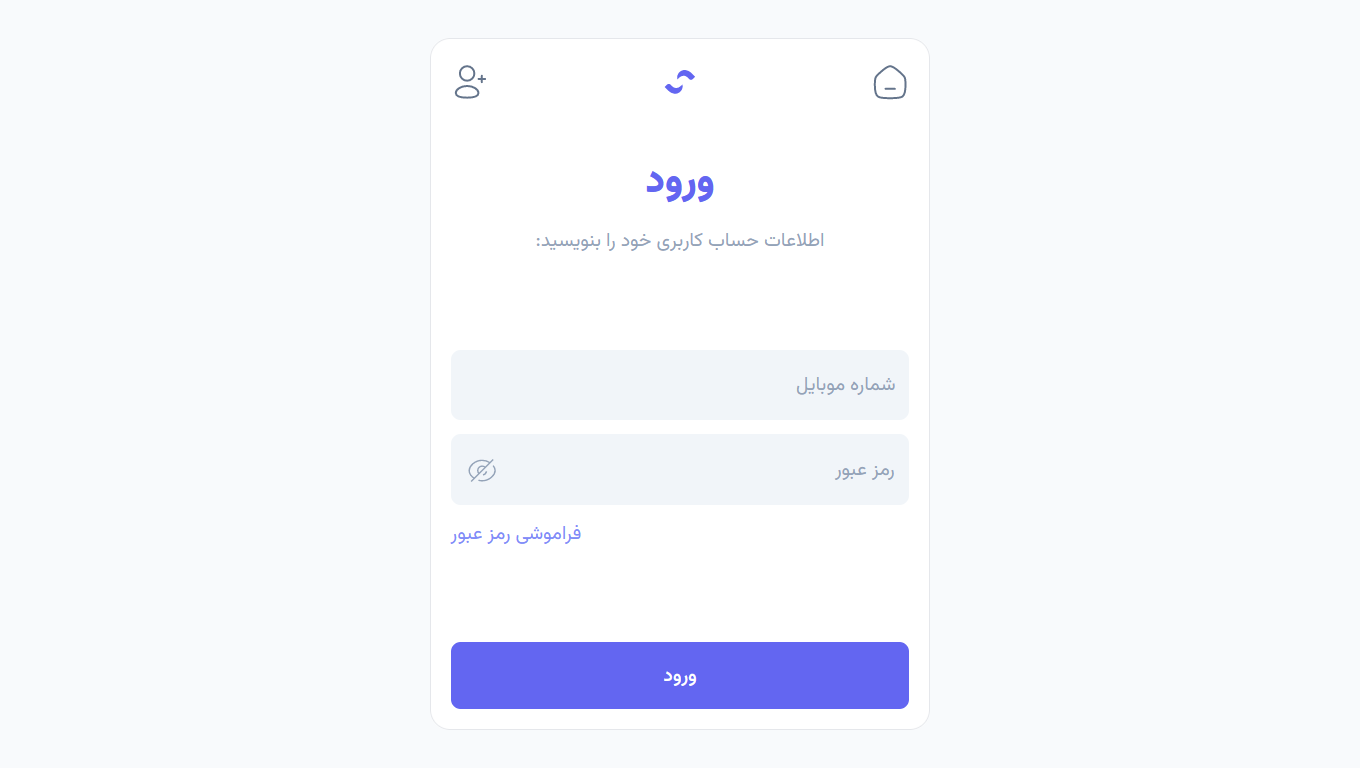 ورود
اطلاعات حساب کاربری خود را بنویسید:
شماره موبایل
رمز عبور
فراموشی رمز عبور
ورود